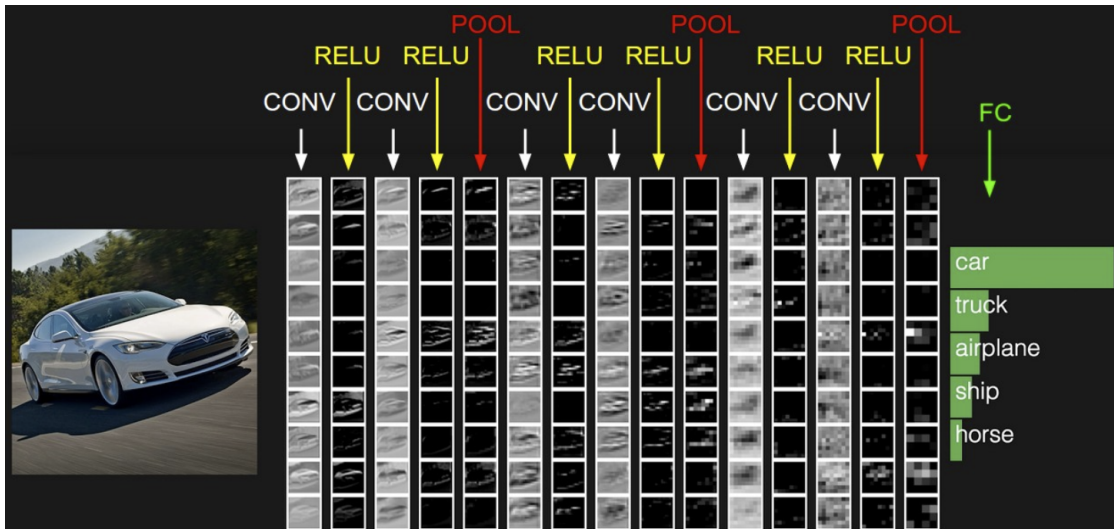 POOL POOL POOL
RELU RELU RELU RELU RELU RELU
CONV CONV CONV CONV CONV CONV
FC
car
truck
airplane
ship
horse